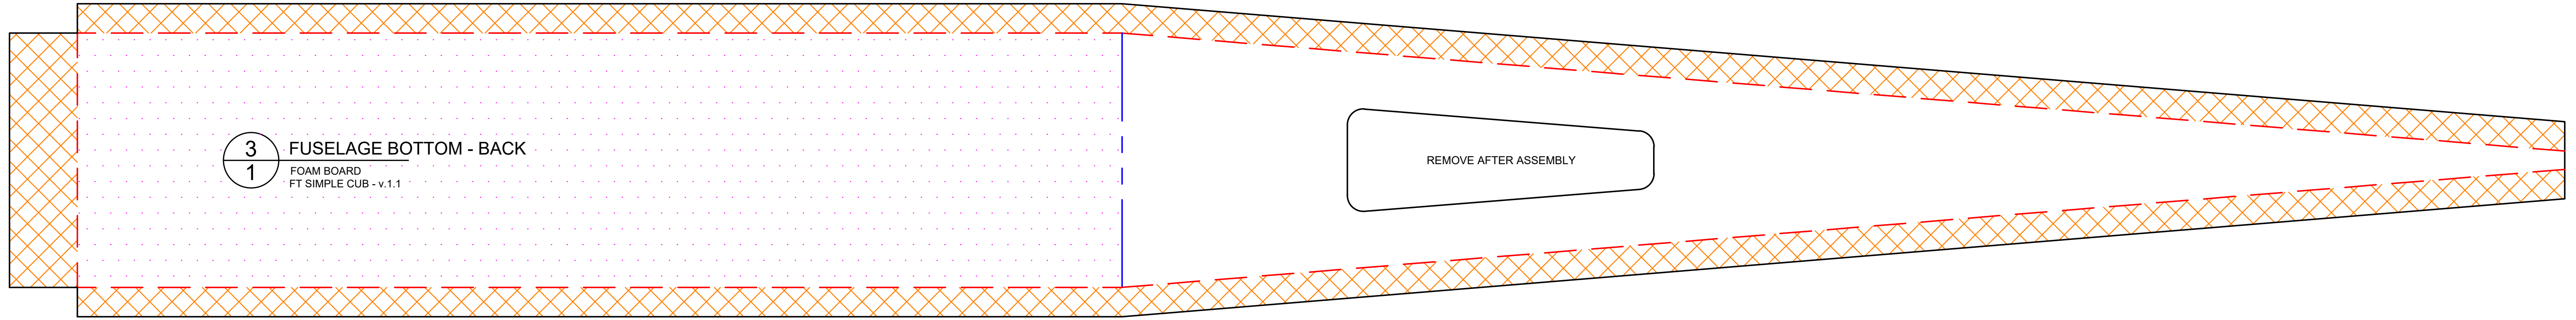 3
1
FUSELAGE BOTTOM - BACK
FOAM BOARD
FT SIMPLE CUB - v.1.1
REMOVE AFTER ASSEMBLY